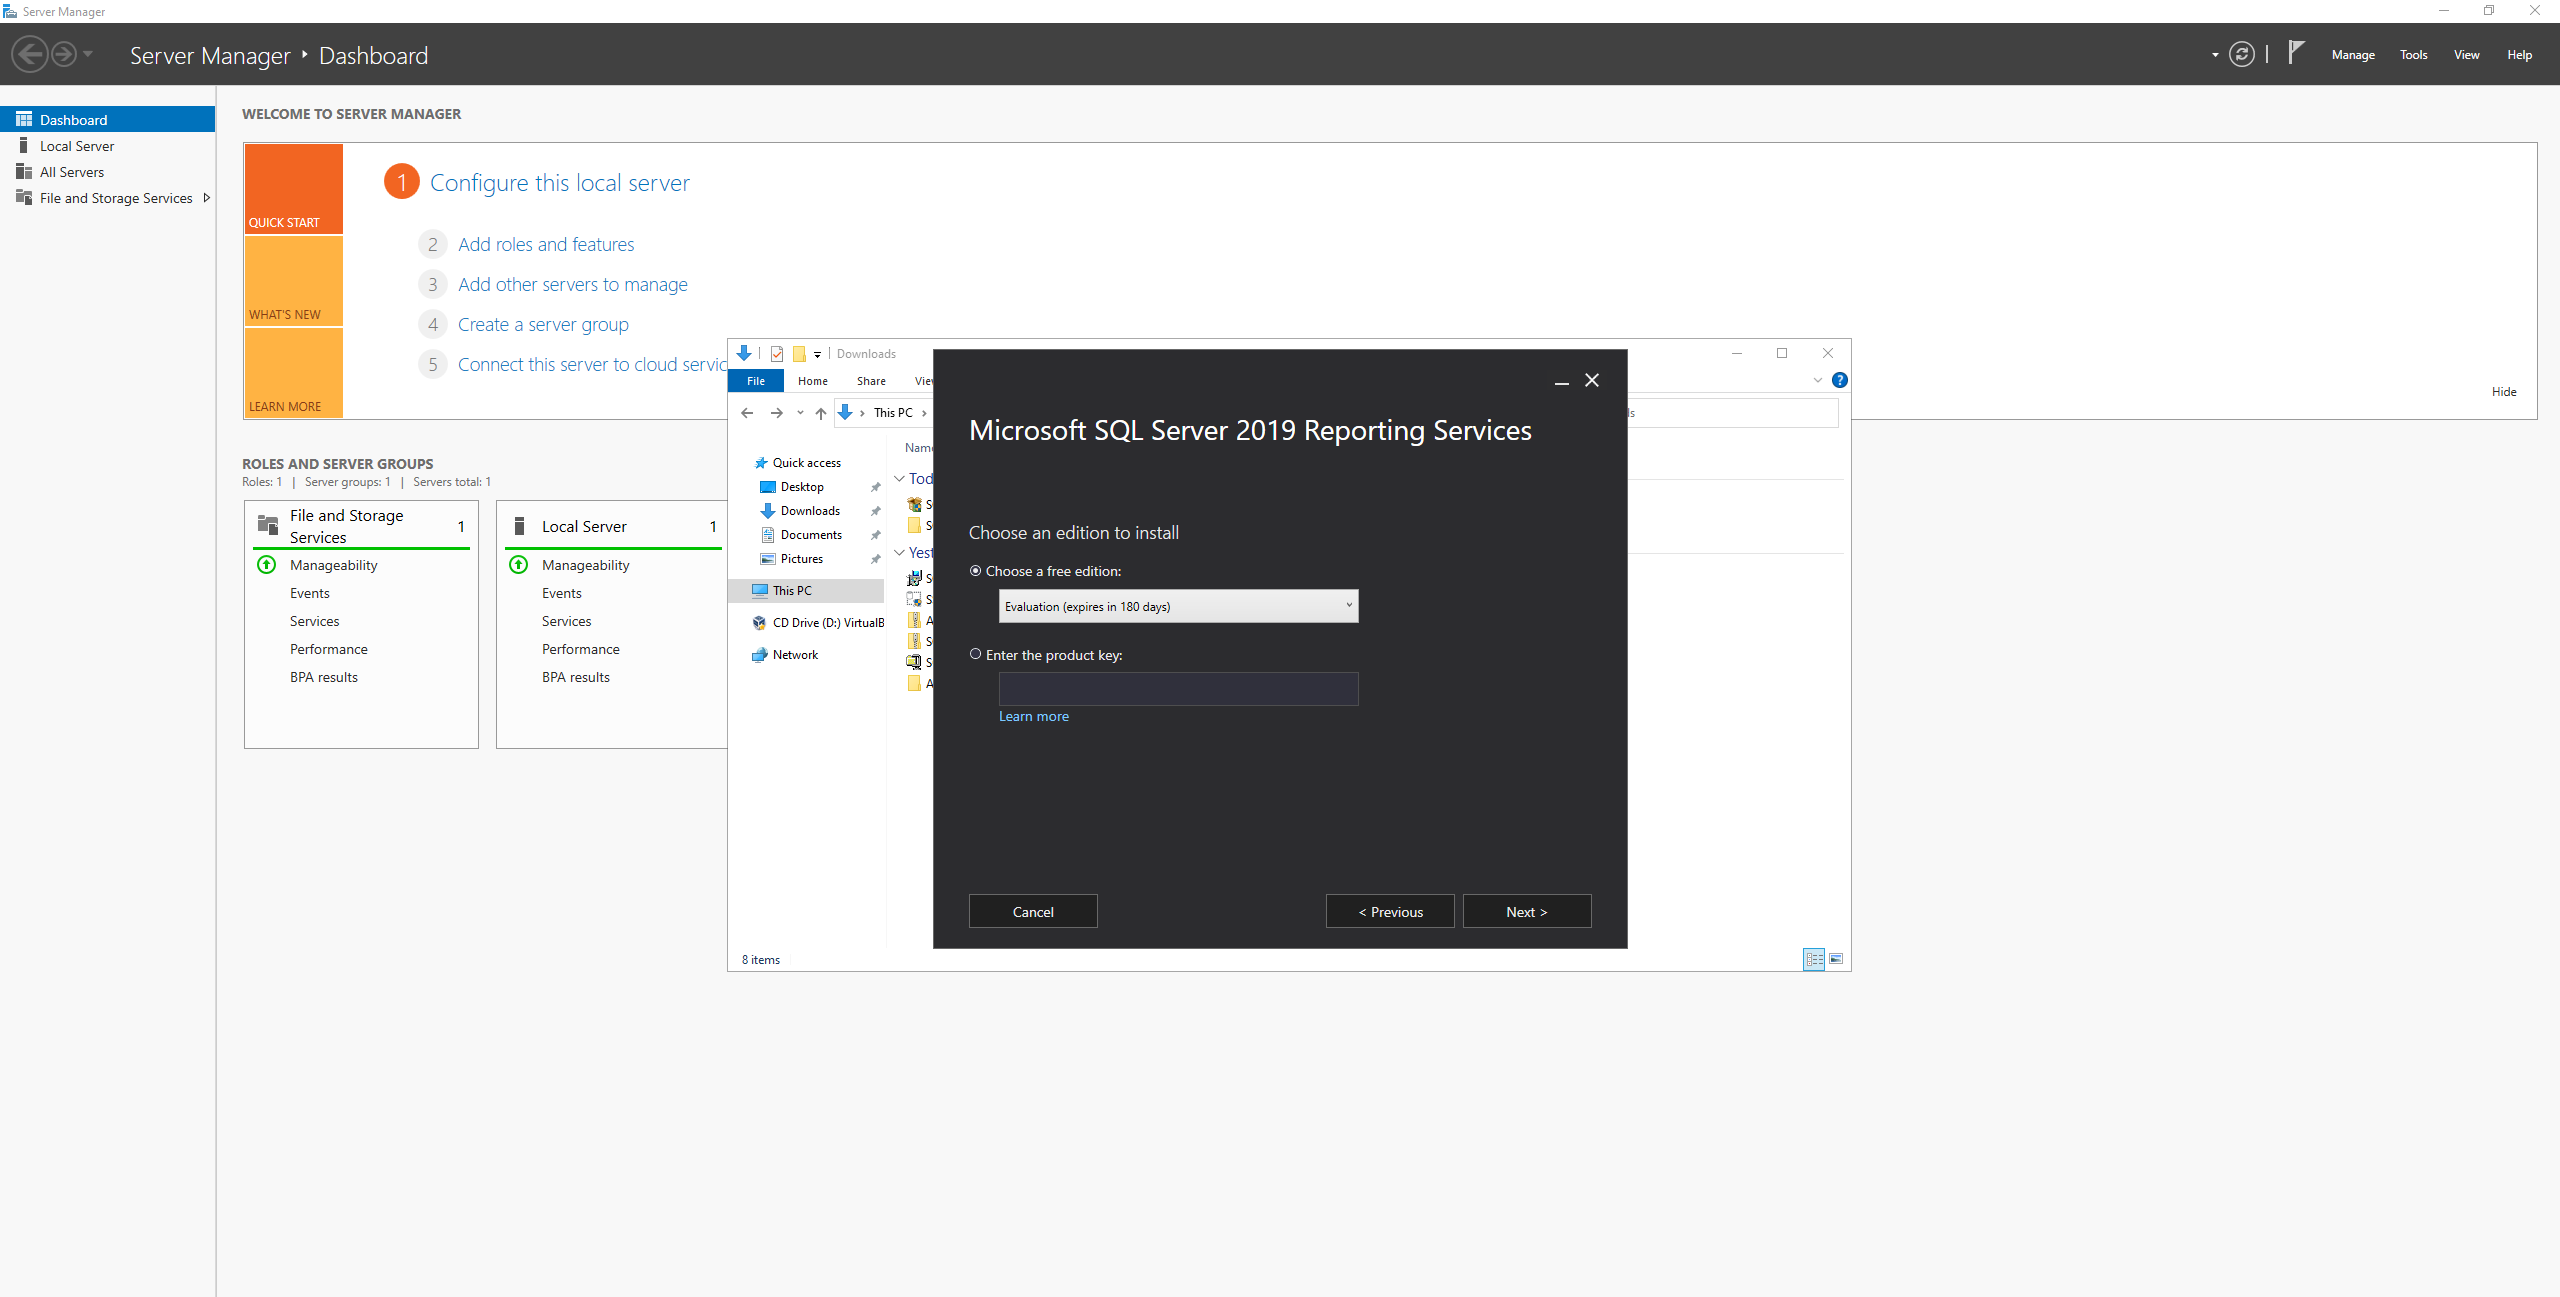 Server Manager
Server Manager
Dashboard
Manage
Tools
View
Help
Dashboard
Local Server
All Servers
File and Storage Services
WELCOME TO SERVER MANAGER
QUICK START
WHAT'S NEW
LEARN MORE
1
Configure this local server
2
Add roles and features
3
Add other servers to manage
4
Create a server group
5
Connect this server to cloud servic
Hide
ROLES AND SERVER GROUPS
Roles: 1 | Server groups: 1 | Servers total: 1
File and Storage
Services
1
Manageability
Events
Services
Performance
BPA results
Local Server
1
Manageability
Events
Services
Performance
BPA results
Downloads
File
Home
Share
Vie
This PC
ls
Name
Quick access
Desktop
Downloads
Documents
Pictures
This PC
CD Drive (D:) VirtualB
Network
Tod
S
S
Yest
S
S
A
S
S
A
8 items
Microsoft SQL Server 2019 Reporting Services
Choose an edition to install
Choose a free edition:
Evaluation (expires in 180 days)
Enter the product key:
Learn more
Cancel
< Previous
Next >